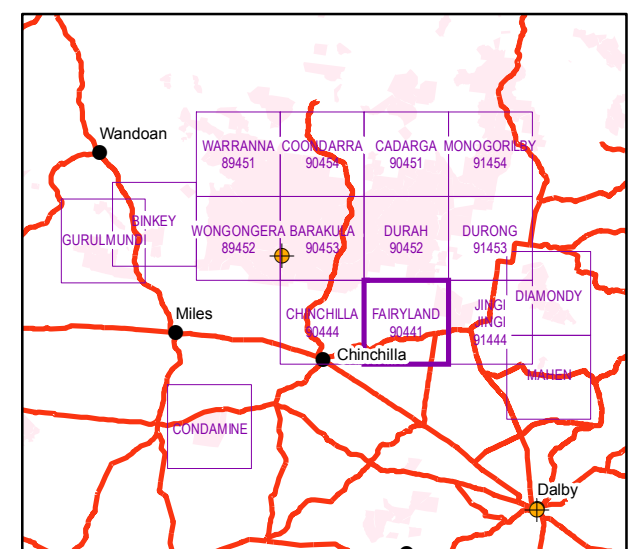 Wandoan
WARRANNA COONDARRA CADARGA MONOGORILBY
89451 90454 90451 91454
BINKEY
GURULMUNDI
WONGONGERA BARAKULA DURAH DURONG
89452 90453 90452 91453
DIAMONDY
Miles
CHINCHILLA FAIRYLAND JINGI
90444 90441 JINGI
91444
Chinchilla
MAHEN
CONDAMINE
Dalby